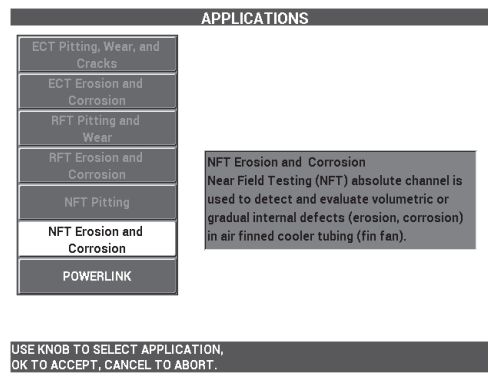 APPLICATIONS
ECT Pitting, Wear, and
Cracks
ECT Erosion and
Corrosion
RFT Pitting and
Wear
RFT Erosion and
Corrosion
NFT Pitting
NFT Erosion and
Corrosion
POWERLINK
NFT Erosion and Corrosion
Near Field Testing (NFT) absolute channel is
used to detect and evaluate volumetric or
gradual internal defects (erosion, corrosion)
in air finned cooler tubing (fin fan).
USE KNOB TO SELECT APPLICATION,
OK TO ACCEPT, CANCEL TO ABORT.